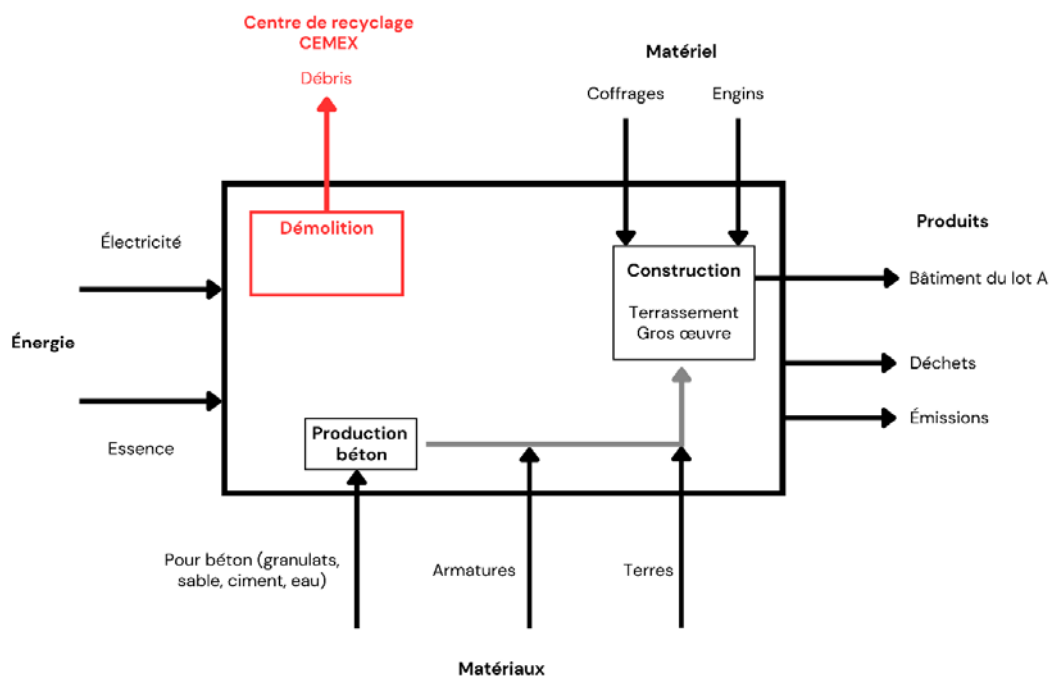 Centre de recyclage
CEMEX
Débris
Matériel
Coffrages
Engins
Démolition
Électricité
Énergie
Essence
Construction
Terrassement
Gros œuvre
Produits
Bâtiment du lot A
Déchets
Émissions
Production
béton
Pour béton (granulats,
sable, ciment, eau)
Armatures
Terres
Matériaux